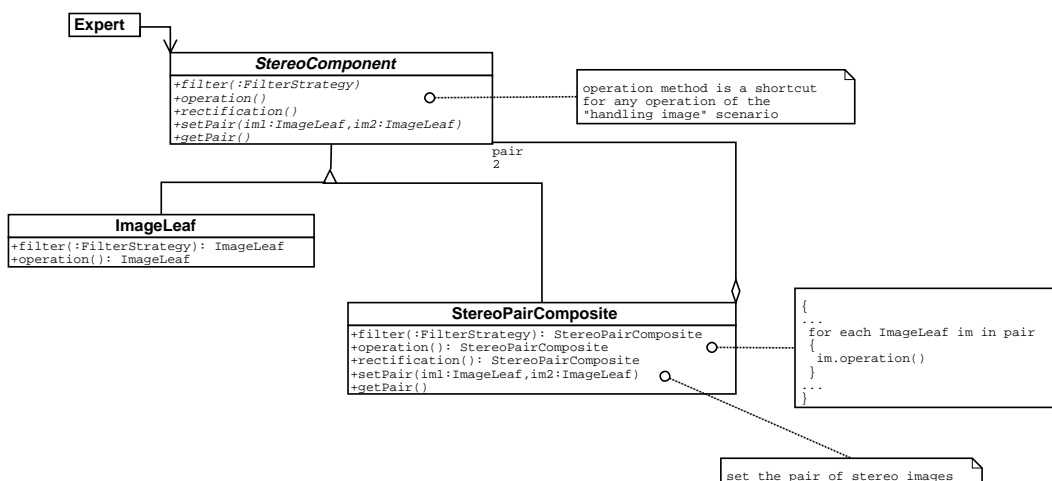 Expert
StereoComponent
+filter(:FilterStrategy)
+operation()
+rectification()
+setPair(im1:ImageLeaf,im2:ImageLeaf)
+getPair()
operation method is a shortcut
for any operation of the
"handling image" scenario
pair
2
ImageLeaf
+filter(:FilterStrategy): ImageLeaf
+operation(): ImageLeaf
StereoPairComposite
+filter(:FilterStrategy): StereoPairComposite
+operation(): StereoPairComposite
+rectification(): StereoPairComposite
+setPair(im1:ImageLeaf,im2:ImageLeaf)
+getPair()
{
...
for each ImageLeaf im in pair
{
im.operation()
}
...
}
set the pair of stereo images